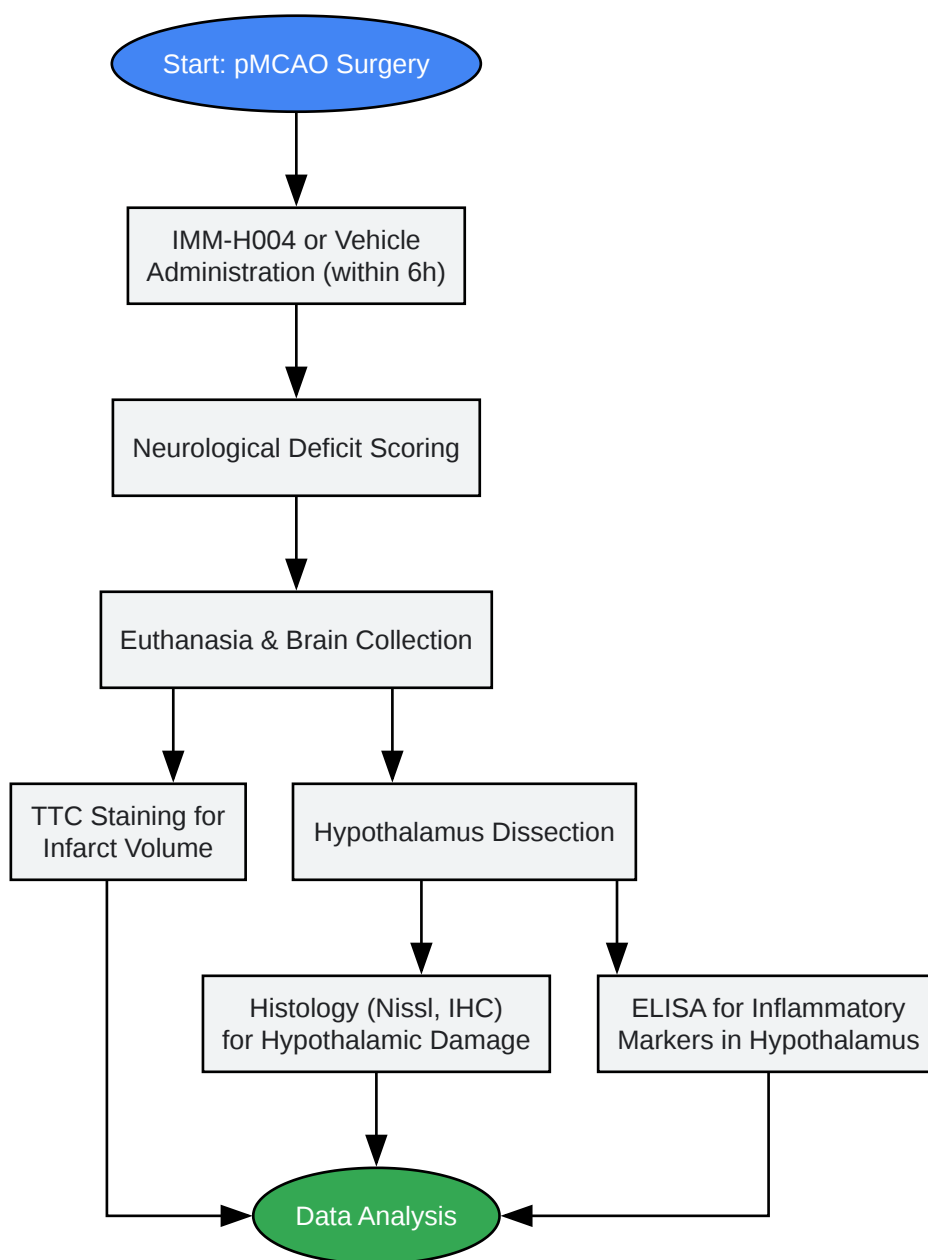 Start: pMCAO Surgery
IMM-H004 or Vehicle
Administration (within 6h)
Neurological Deficit Scoring
Euthanasia & Brain Collection
TTC Staining for
Infarct Volume
Hypothalamus Dissection
Histology (Nissl, IHC)
for Hypothalamic Damage
ELISA for Inflammatory
Markers in Hypothalamus
Data Analysis